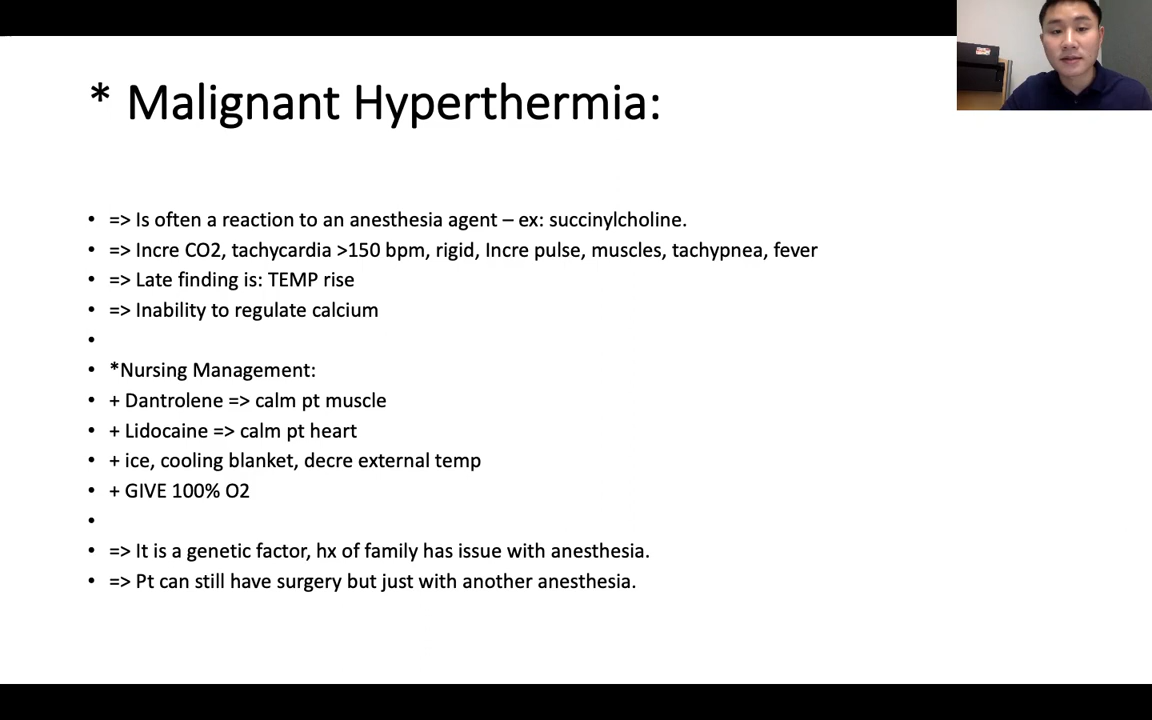 * Malignant Hyperthermia:
• => Is often a reaction to an anesthesia agent – ex: succinylcholine.
• => Incre CO2, tachycardia >150 bpm, rigid, Incre pulse, muscles, tachypnea, fever
• => Late finding is: TEMP rise
• => Inability to regulate calcium
•
• *Nursing Management:
• + Dantrolene => calm pt muscle
• + Lidocaine => calm pt heart
• + ice, cooling blanket, decre external temp
• + GIVE 100% O2
•
• => It is a genetic factor, hx of family has issue with anesthesia.
• => Pt can still have surgery but just with another anesthesia.